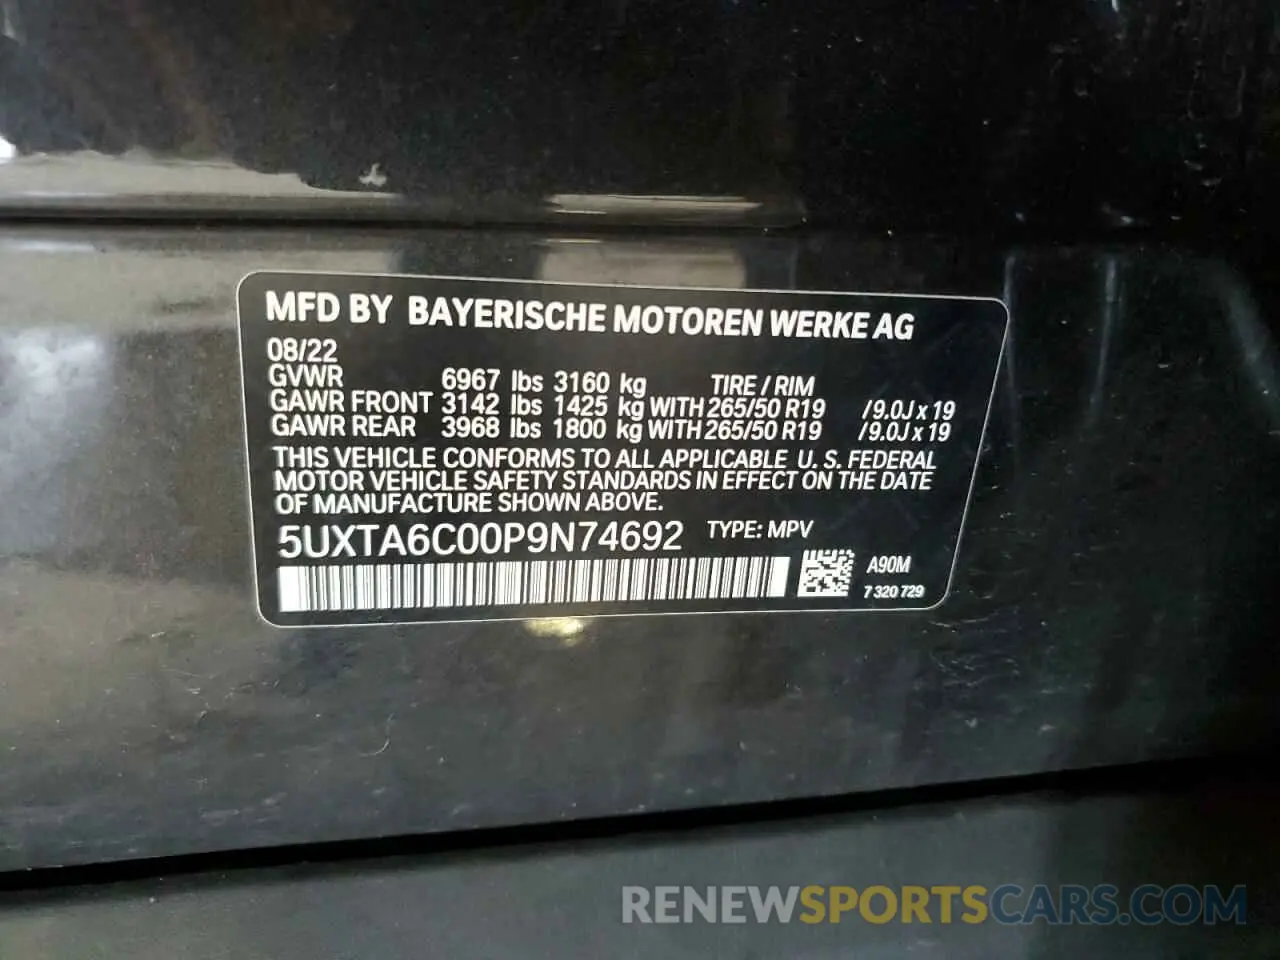 MFD BY BAYERISCHE MOTOREN WERKE AG
08/22
GVWR 6967 lbs 3160 kg TIRE / RIM
GAWR FRONT 3142 lbs 1425 kg WITH 265/50 R19 /9.0J x 19
GAWR REAR 3968 lbs 1800 kg WITH 265/50 R19 /9.0J x 19
THIS VEHICLE CONFORMS TO ALL APPLICABLE U. S. FEDERAL
MOTOR VEHICLE SAFETY STANDARDS IN EFFECT ON THE DATE
OF MANUFACTURE SHOWN ABOVE.
5UXTA6C00P9N74692 TYPE: MPV
A90M
7 320 729
RENEWSPORTSCARS.COM